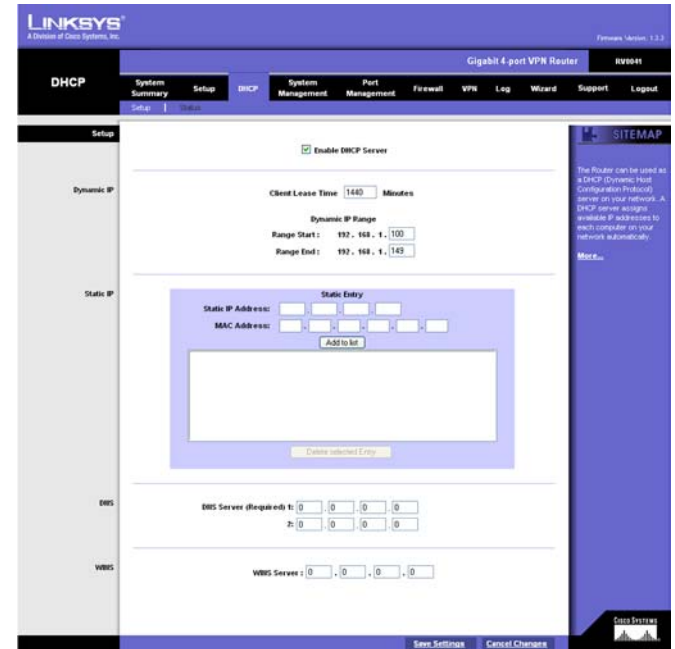 LINKSYS®
A Division of Cisco Systems, Inc.
Firmware Version: 1.3.3
Gigabit 4-port VPN Router RV0041
DHCP
System Summary
Setup
DHCP
System Management
Port Management
Firewall
VPN
Log
Wizard
Support
Logout
Setup | Status
Setup
SITEMAP
Enable DHCP Server
The Router can be used as
a DHCP (Dynamic Host
Configuration Protocol)
server on your network. A
DHCP server assigns
available IP addresses to
each computer on your
network automatically.
More...
Dynamic IP
Client Lease Time 1440 Minutes
Dynamic IP Range
Range Start : 192 . 168 . 1 . 100
Range End : 192 . 168 . 1 . 149
Static IP
Static Entry
Static IP Address:
MAC Address:
Add to list
Delete selected Entry
DNS
DNS Server (Required) 1: 0 . 0 . 0 . 0
2: 0 . 0 . 0 . 0
WINS
WINS Server : 0 . 0 . 0 . 0
Save Settings
Cancel Changes
CISCO SYSTEMS